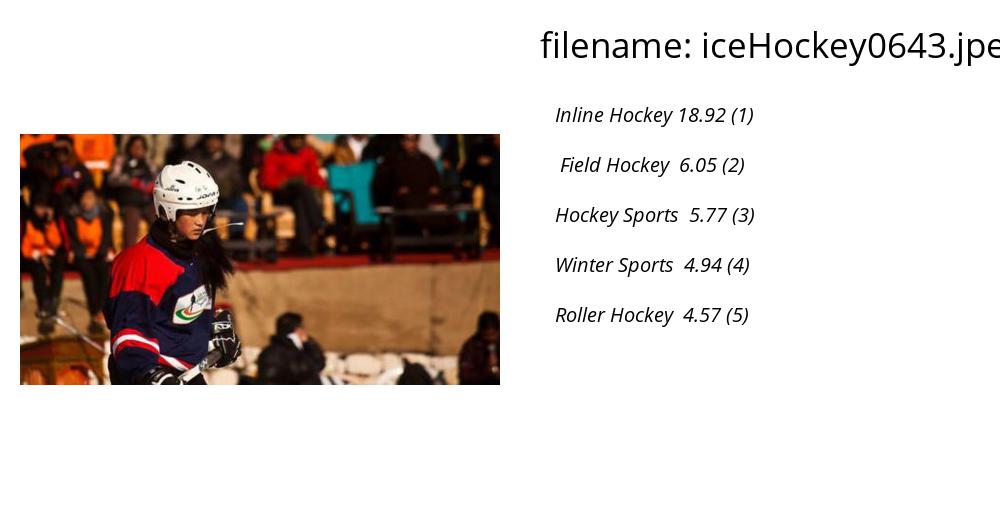 filename: iceHockey0643.jpe
Inline Hockey 18.92 (1)
Field Hockey 6.05 (2)
Hockey Sports 5.77 (3)
Winter Sports 4.94 (4)
Roller Hockey 4.57 (5)